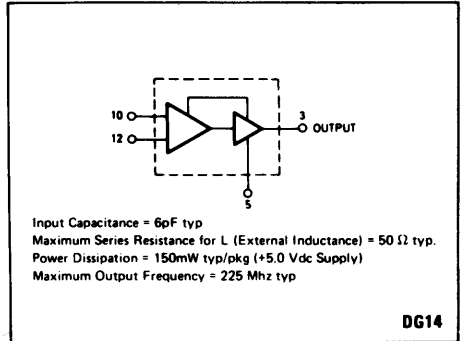 10
12
3
OUTPUT
5
Input Capacitance = 6pF typ
Maximum Series Resistance for L (External Inductance) = 50 Ω typ.
Power Dissipation = 150mW typ/pkg (+5.0 Vdc Supply)
Maximum Output Frequency = 225 Mhz typ
DG14